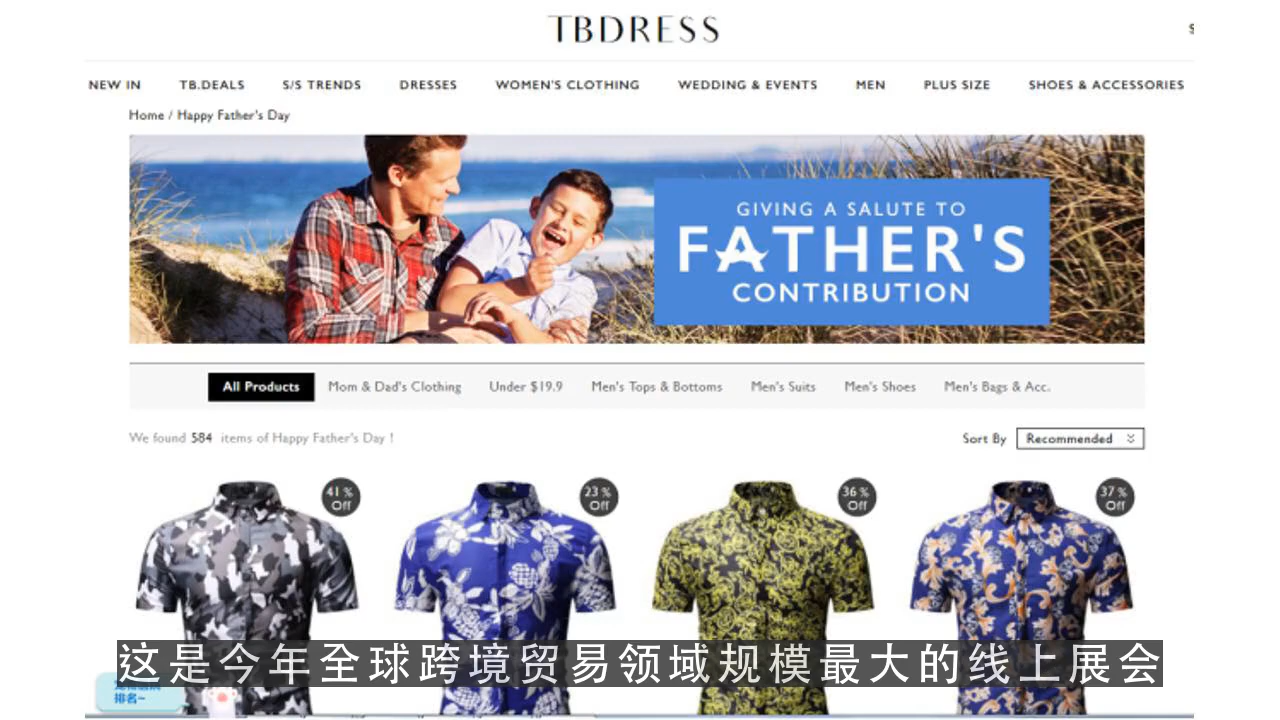 TBDRESS
$
NEW IN TB.DEALS S/S TRENDS DRESSES WOMEN'S CLOTHING WEDDING & EVENTS MEN PLUS SIZE SHOES & ACCESSORIES
Home / Happy Father's Day
GIVING A SALUTE TO
FATHER'S
CONTRIBUTION
All Products Mom & Dad's Clothing Under $19.9 Men's Tops & Bottoms Men's Suits Men's Shoes Men's Bags & Acc.
We found 584 items of Happy Father's Day !
Sort By Recommended
41 % Off
23 % Off
36 % Off
37 % Off
这是今年全球跨境贸易领域规模最大的线上展会
排名~